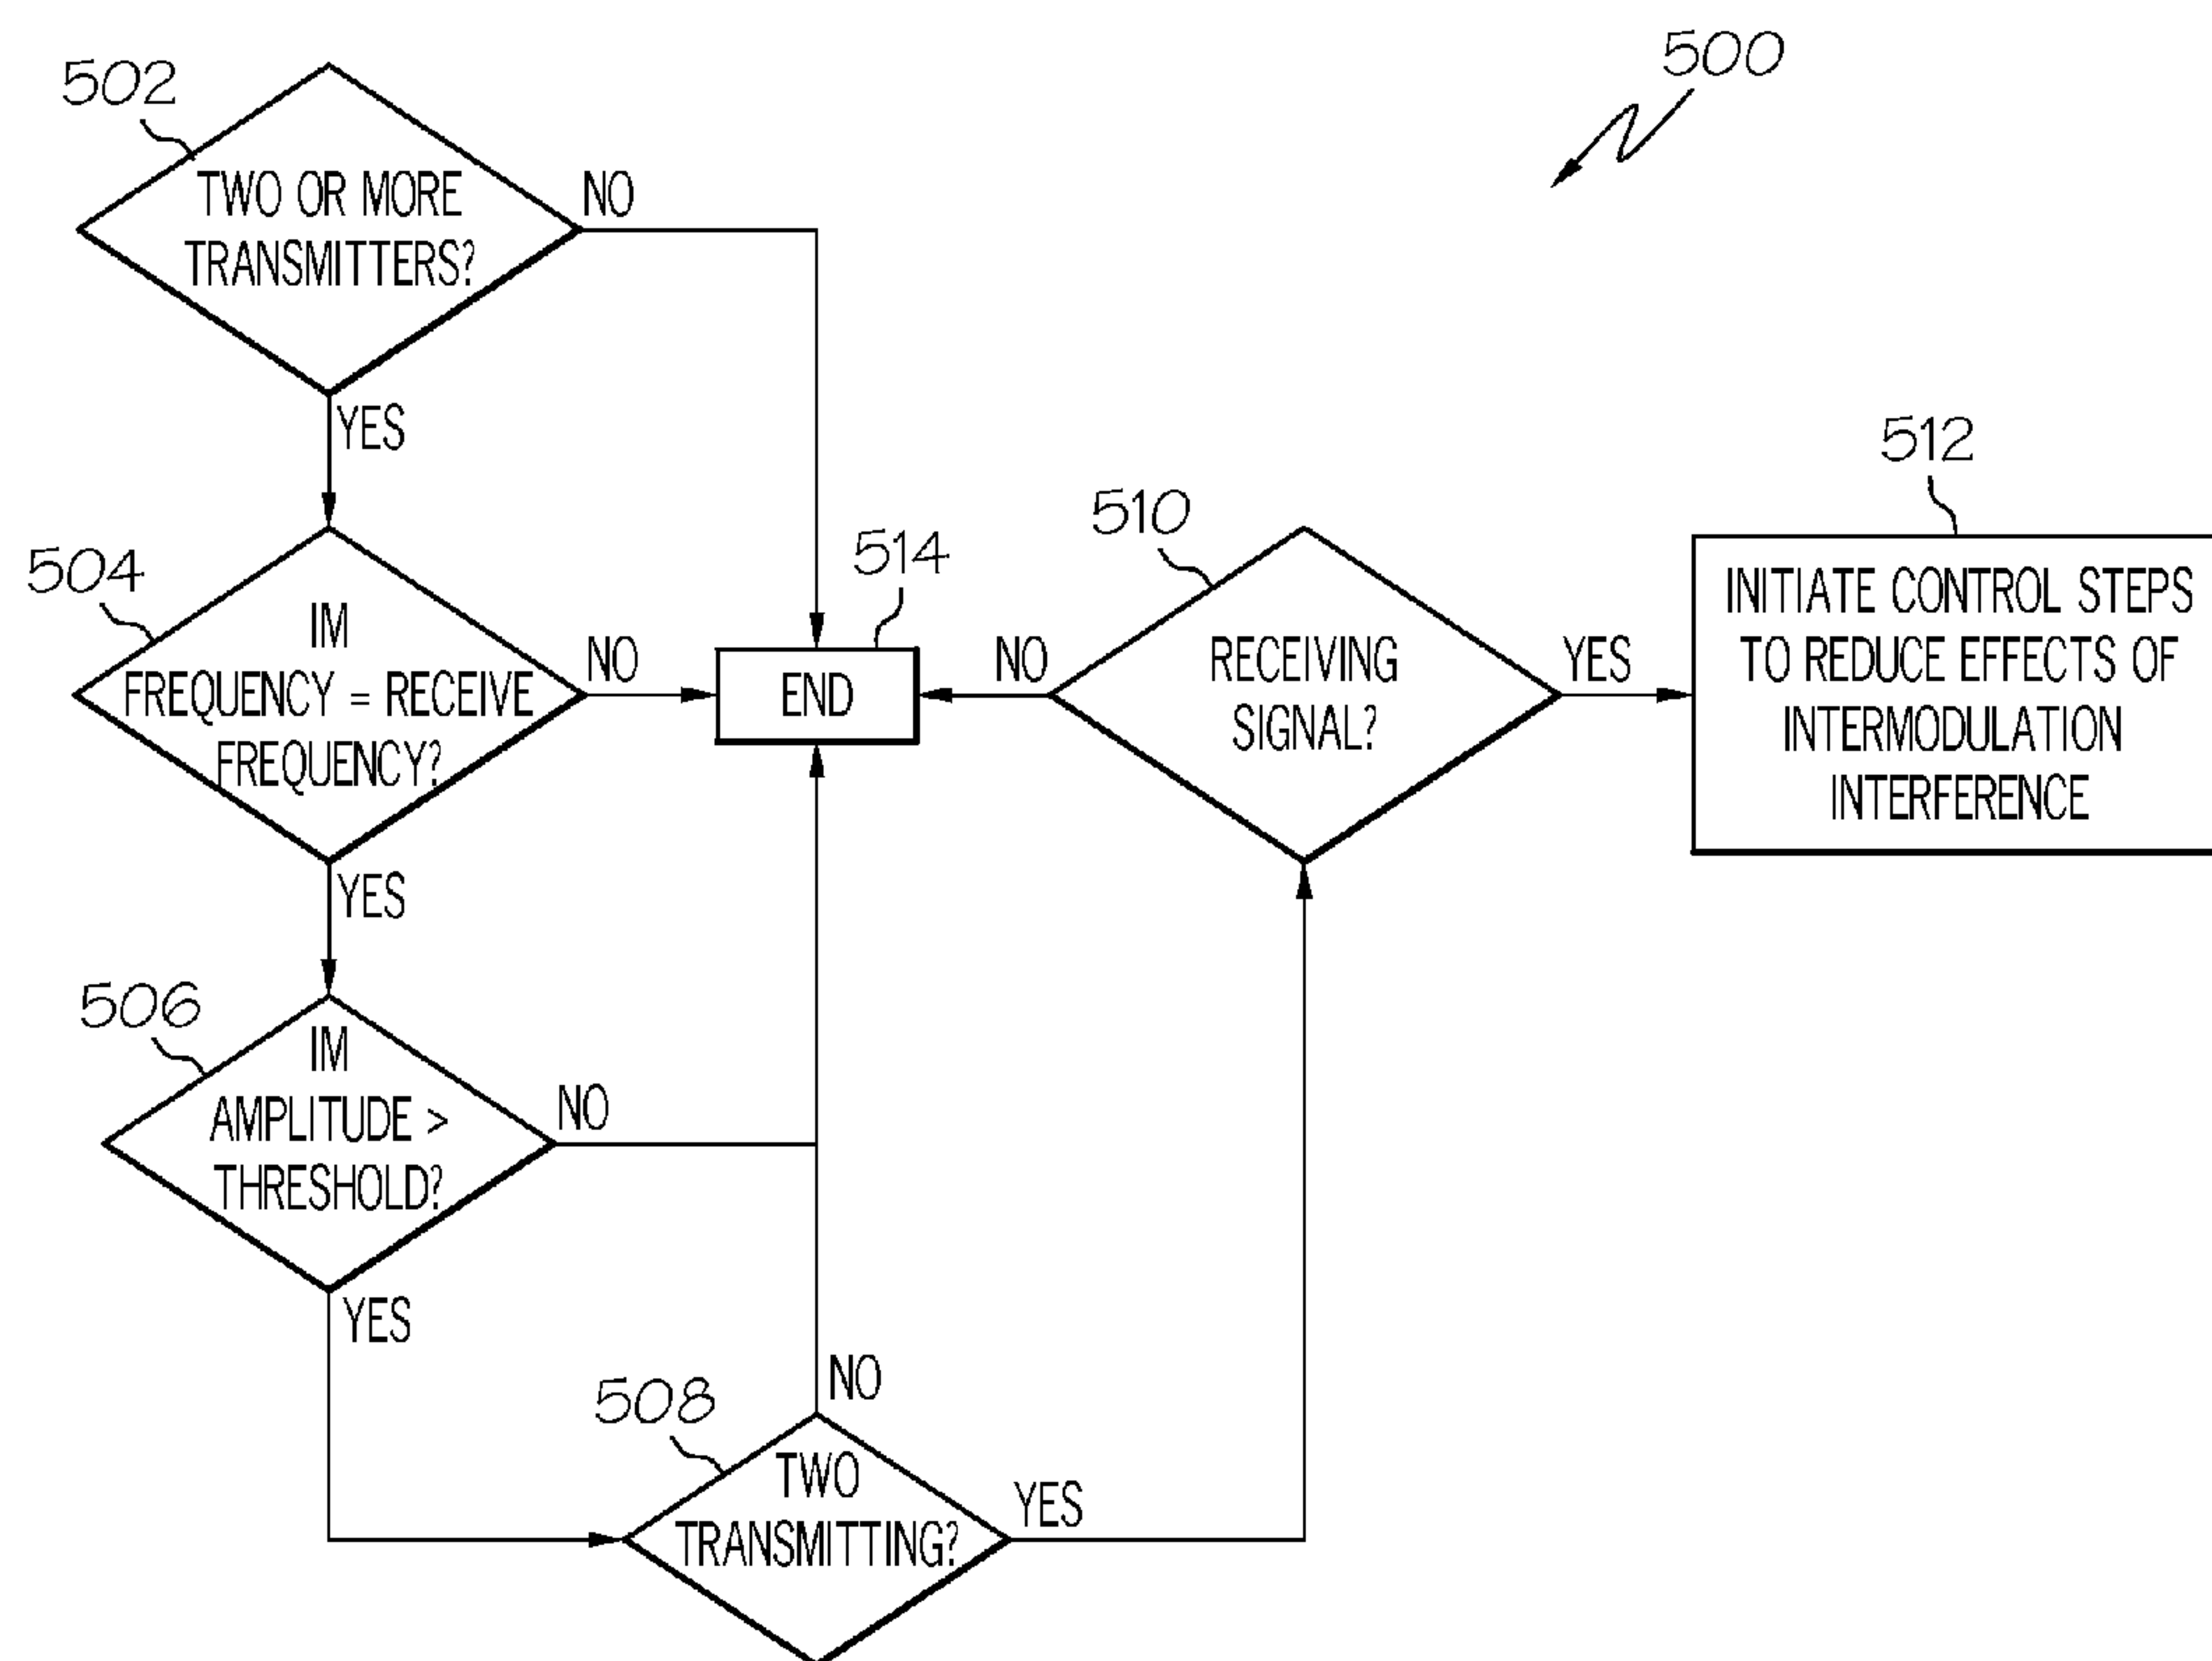 500
502
TWO OR MORE
TRANSMITTERS?
NO
YES
504
IM
FREQUENCY = RECEIVE
FREQUENCY?
NO
YES
514
END
510
RECEIVING
SIGNAL?
NO
YES
512
INITIATE CONTROL STEPS
TO REDUCE EFFECTS OF
INTERMODULATION
INTERFERENCE
506
IM
AMPLITUDE >
THRESHOLD?
NO
YES
508
TWO
TRANSMITTING?
NO
YES